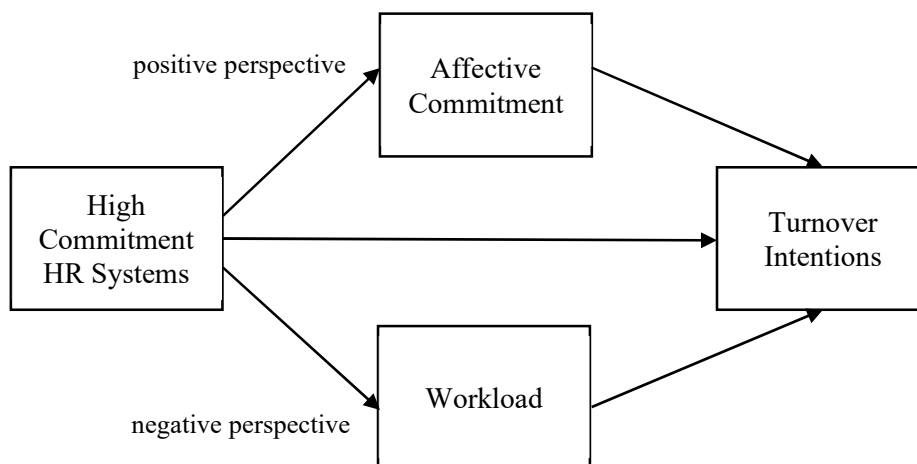 positive perspective
Affective
Commitment
High
Commitment
HR Systems
Turnover
Intentions
Workload
negative perspective